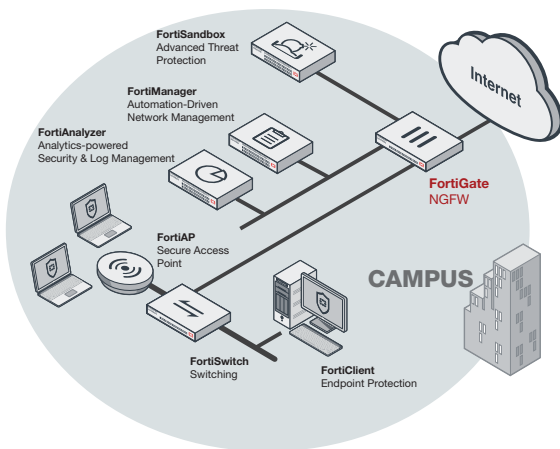 FortiSandbox
Advanced Threat
Protection
FortiManager
Automation-Driven
Network Management
FortiAnalyzer
Analytics-powered
Security & Log Management
Internet
FortiGate
NGFW
FortiAP
Secure Access
Point
CAMPUS
FortiSwitch
Switching
FortiClient
Endpoint Protection